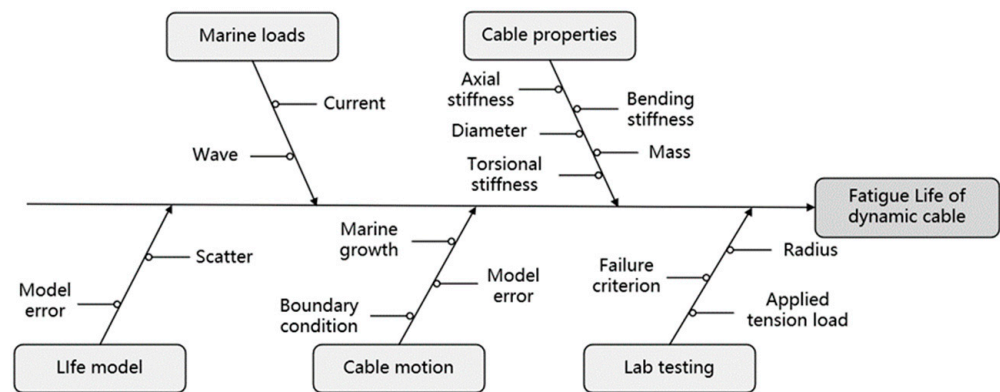 Marine loads
Current
Wave
Cable properties
Axial
stiffness
Bending
stiffness
Diameter
Mass
Torsional
stiffness
Fatigue Life of
dynamic cable
Scatter
Model
error
LIfe model
Marine
growth
Model
error
Boundary
condition
Cable motion
Radius
Failure
criterion
Applied
tension load
Lab testing